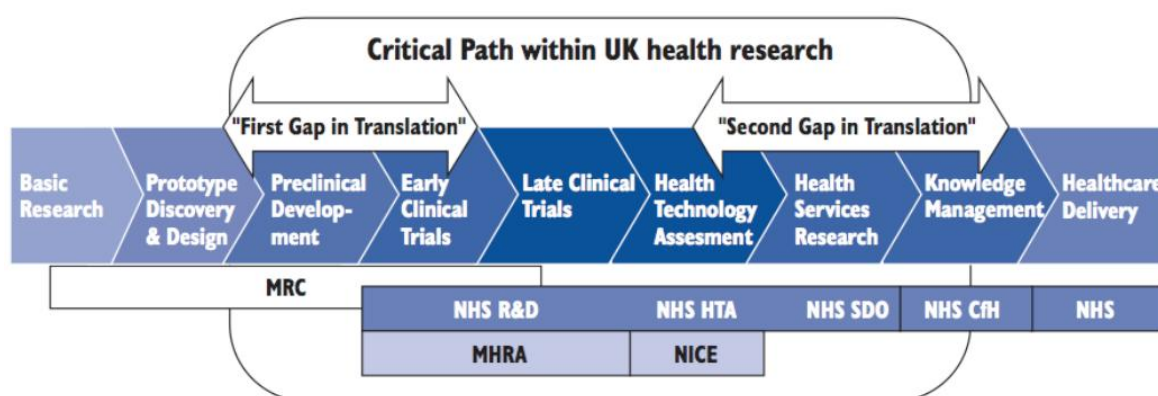 Critical Path within UK health research
"First Gap in Translation"
"Second Gap in Translation"
Basic
Research
Prototype
Discovery
& Design
Preclinical
Develop-
ment
Early
Clinical
Trials
Late Clinical
Trials
Health
Technology
Assesment
Health
Services
Research
Knowledge
Management
Healthcare
Delivery
MRC
NHS R&D
NHS HTA
NHS SDO
NHS CfH
NHS
MHRA
NICE